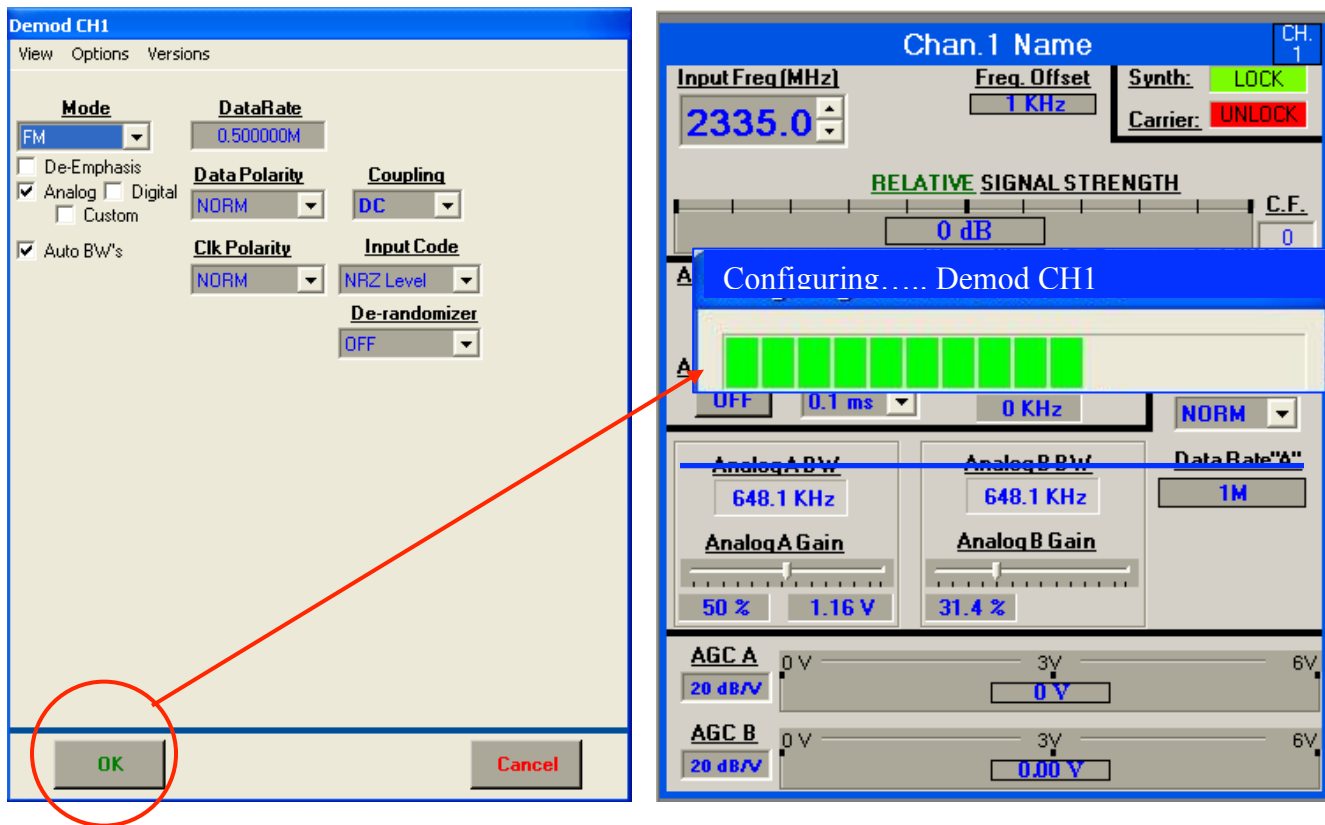 Demod CH1
View Options Versions
Mode DataRate
FM 0.500000M
De-Emphasis
Data Polarity Coupling
Analog Digital
NORM DC
Custom
Auto BW's
Clk Polarity Input Code
NORM NRZ Level
De-randomizer
OFF
OK Cancel
Chan.1 Name
CH.
1
Input Freq (MHz) Freq. Offset Synth: LOCK
2335.0 1 KHz
Carrier: UNLOCK
RELATIVE SIGNAL STRENGTH
C.F.
0 dB 0
A
Configuring..... Demod CH1
A
OFF 0.1 ms 0 KHz NORM
Analog A BW Analog B BW Data Rate"A"
648.1 KHz 648.1 KHz 1M
Analog A Gain Analog B Gain
50 % 1.16 V 31.4 %
AGC A 0 V 3V 6V
20 dB/V 0 V
AGC B 0 V 3V 6V
20 dB/V 0.00 V